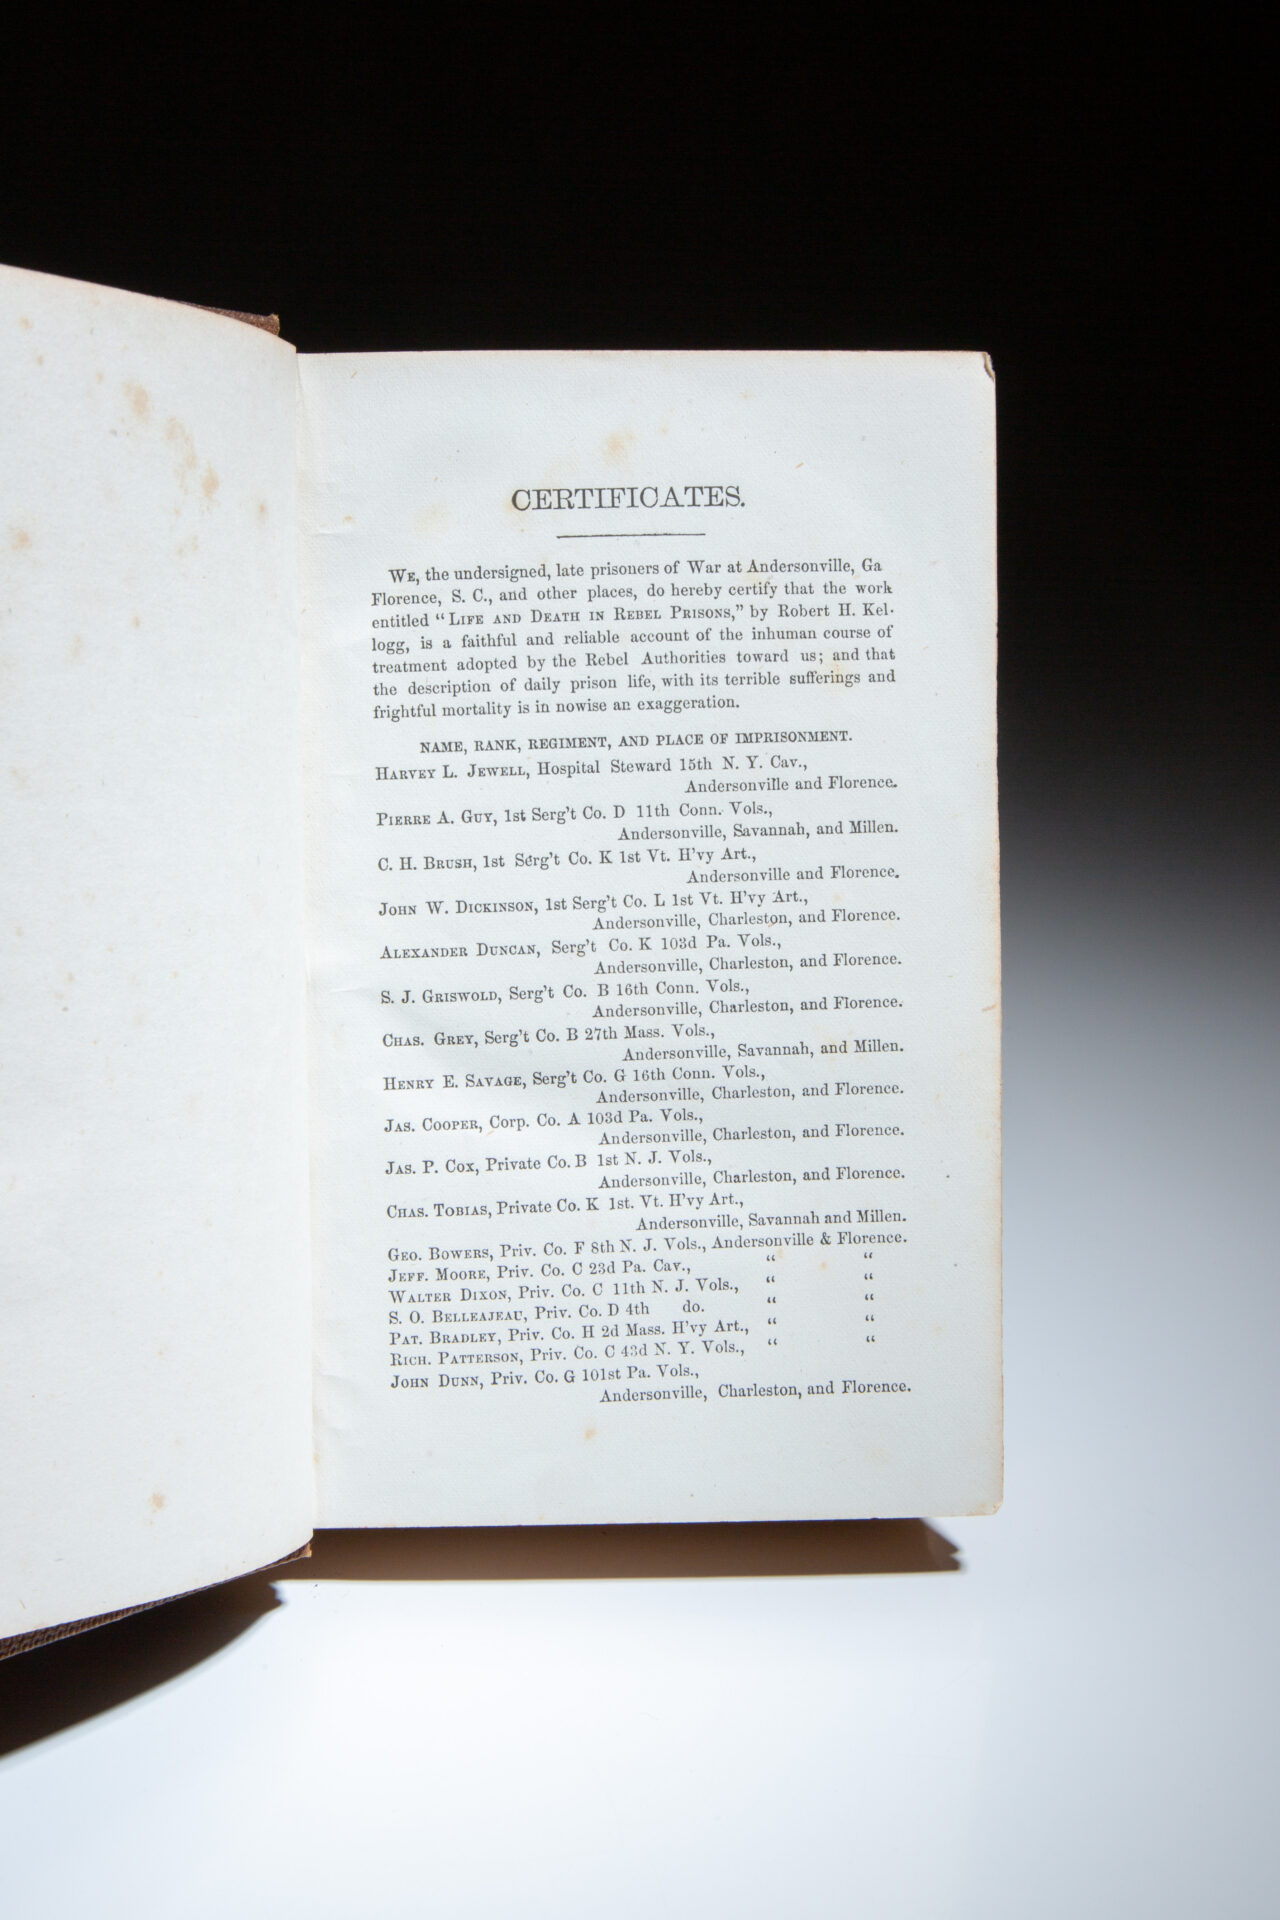 CERTIFICATES.
WE, the undersigned, late prisoners of War at Andersonville, Ga
Florence, S. C., and other places, do hereby certify that the work
entitled “LIFE AND DEATH IN REBEL PRISONS,” by Robert H. Kel-
logg, is a faithful and reliable account of the inhuman course of
treatment adopted by the Rebel Authorities toward us; and that
the description of daily prison life, with its terrible sufferings and
frightful mortality is in nowise an exaggeration.
NAME, RANK, REGIMENT, AND PLACE OF IMPRISONMENT.
HARVEY L. JEWELL, Hospital Steward 15th N. Y. Cav.,
Andersonville and Florence.
PIERRE A. GUY, 1st Serg't Co. D 11th Conn. Vols.,
Andersonville, Savannah, and Millen.
C. H. BRUSH, 1st Serg't Co. K 1st Vt. H'vy Art.,
Andersonville and Florence.
JOHN W. DICKINSON, 1st Serg't Co. L 1st Vt. H'vy Art.,
Andersonville, Charleston, and Florence.
ALEXANDER DUNCAN, Serg't Co. K 103d Pa. Vols.,
Andersonville, Charleston, and Florence.
S. J. GRISWOLD, Serg't Co. B 16th Conn. Vols.,
Andersonville, Charleston, and Florence.
CHAS. GREY, Serg't Co. B 27th Mass. Vols.,
Andersonville, Savannah, and Millen.
HENRY E. SAVAGE, Serg't Co. G 16th Conn. Vols.,
Andersonville, Charleston, and Florence.
JAS. COOPER, Corp. Co. A 103d Pa. Vols.,
Andersonville, Charleston, and Florence.
JAS. P. COX, Private Co. B 1st N. J. Vols.,
Andersonville, Charleston, and Florence.
CHAS. TOBIAS, Private Co. K 1st. Vt. H'vy Art.,
Andersonville, Savannah and Millen.
GEO. BOWERS, Priv. Co. F 8th N. J. Vols., Andersonville & Florence.
JEFF. MOORE, Priv. Co. C 23d Pa. Cav., “ “
WALTER DIXON, Priv. Co. C 11th N. J. Vols., “ “
S. O. BELLEAJEAU, Priv. Co. D 4th do. “ “
PAT. BRADLEY, Priv. Co. H 2d Mass. H'vy Art., “ “
RICH. PATTERSON, Priv. Co. C 43d N. Y. Vols., “ “
JOHN DUNN, Priv. Co. G 101st Pa. Vols.,
Andersonville, Charleston, and Florence.